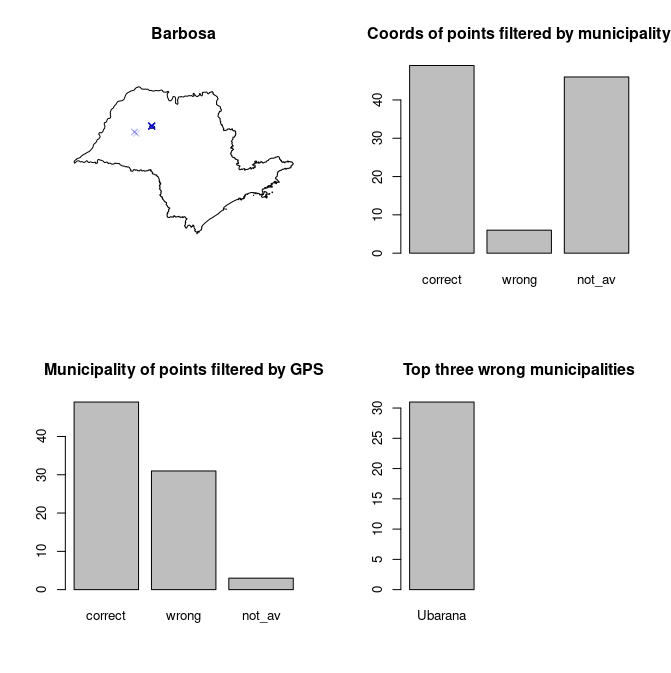 Barbosa
Coords of points filtered by municipality
40
30
20
10
0
correct wrong not_av
Municipality of points filtered by GPS
40
30
20
10
0
correct wrong not_av
Top three wrong municipalities
30
25
20
15
10
5
0
Ubarana